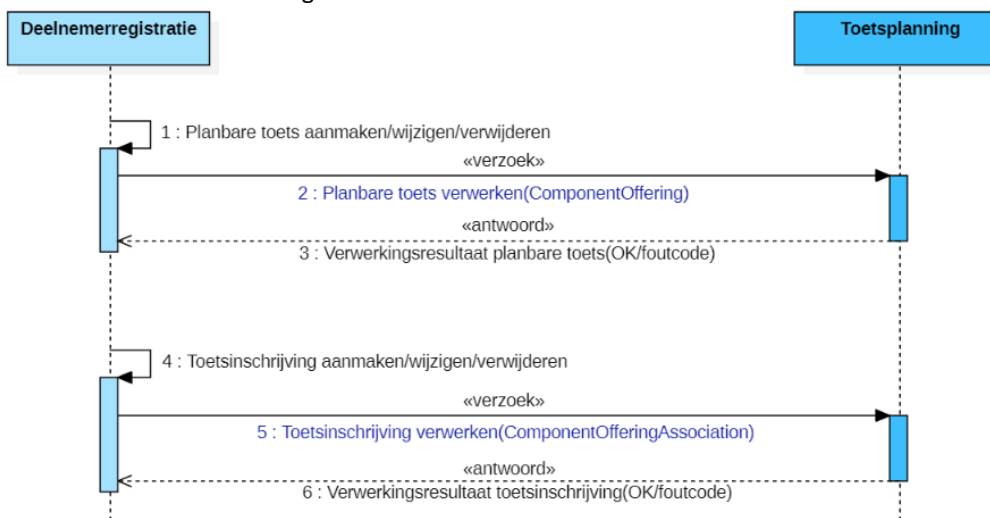 Deelnemerregistratie
Toetsplanning
1 : Planbare toets aanmaken/wijzigen/verwijderen
«verzoek»
2 : Planbare toets verwerken(ComponentOffering)
«antwoord»
3 : Verwerkingsresultaat planbare toets(OK/foutcode)
4 : Toetsinschrijving aanmaken/wijzigen/verwijderen
«verzoek»
5 : Toetsinschrijving verwerken(ComponentOfferingAssociation)
«antwoord»
6 : Verwerkingsresultaat toetsinschrijving(OK/foutcode)